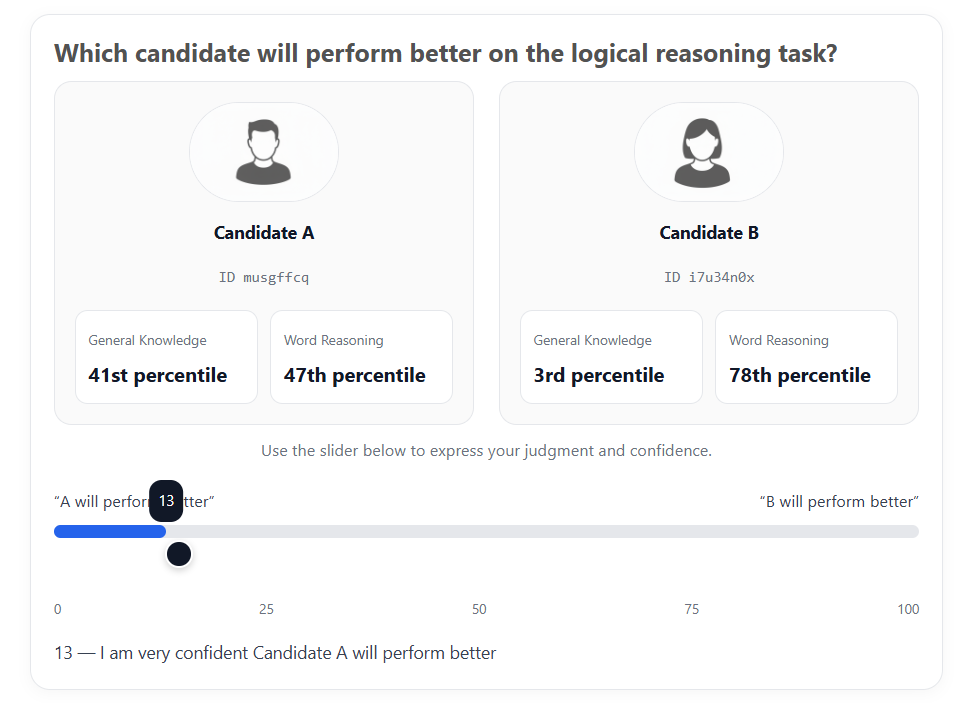 Which candidate will perform better on the logical reasoning task?
Candidate A
ID musgffcq
General Knowledge
41st percentile
Word Reasoning
47th percentile
Candidate B
ID i7u34n0x
General Knowledge
3rd percentile
Word Reasoning
78th percentile
Use the slider below to express your judgment and confidence.
“A will perfor tter”
13
“B will perform better”
0 25 50 75 100
13 — I am very confident Candidate A will perform better